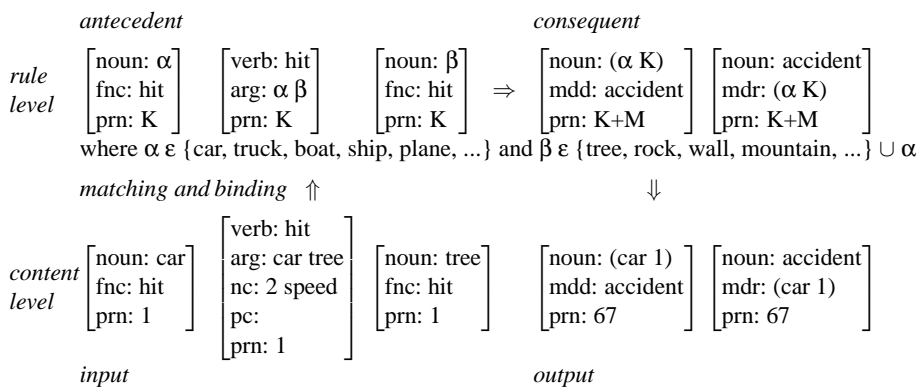 antecedent consequent
noun: α verb: hit noun: β noun: (α K) noun: accident
rule level fnc: hit arg: α β fnc: hit ⇒ mdd: accident mdr: (α K)
prn: K prn: K prn: K prn: K+M prn: K+M
where α ε {car, truck, boat, ship, plane, ...} and β ε {tree, rock, wall, mountain, ...} ∪ α
matching and binding ⇑ ⇓
verb: hit
noun: car arg: car tree noun: tree noun: (car 1) noun: accident
content level fnc: hit nc: 2 speed fnc: hit mdd: accident mdr: (car 1)
prn: 1 pc: prn: 1 prn: 67 prn: 67
prn: 1
input output